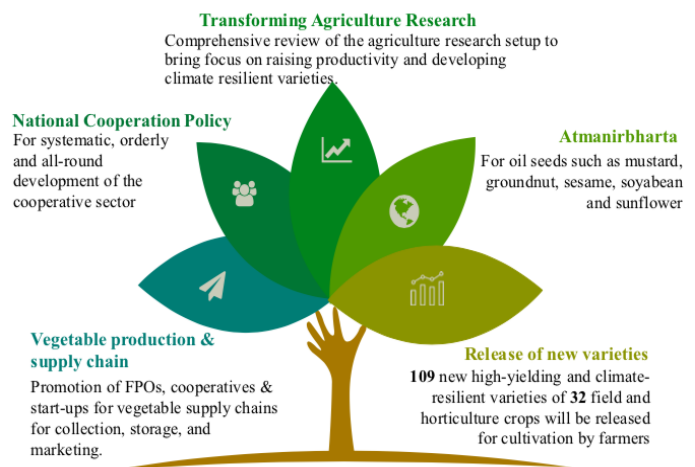 Transforming Agriculture Research
Comprehensive review of the agriculture research setup to
bring focus on raising productivity and developing
climate resilient varieties.
National Cooperation Policy
For systematic, orderly
and all-round
development of the
cooperative sector
Atmanirbharta
For oil seeds such as mustard,
groundnut, sesame, soyabean
and sunflower
Vegetable production &
supply chain
Promotion of FPOs, cooperatives &
start-ups for vegetable supply chains
for collection, storage, and
marketing.
Release of new varieties
109 new high-yielding and climate-
resilient varieties of 32 field and
horticulture crops will be released
for cultivation by farmers